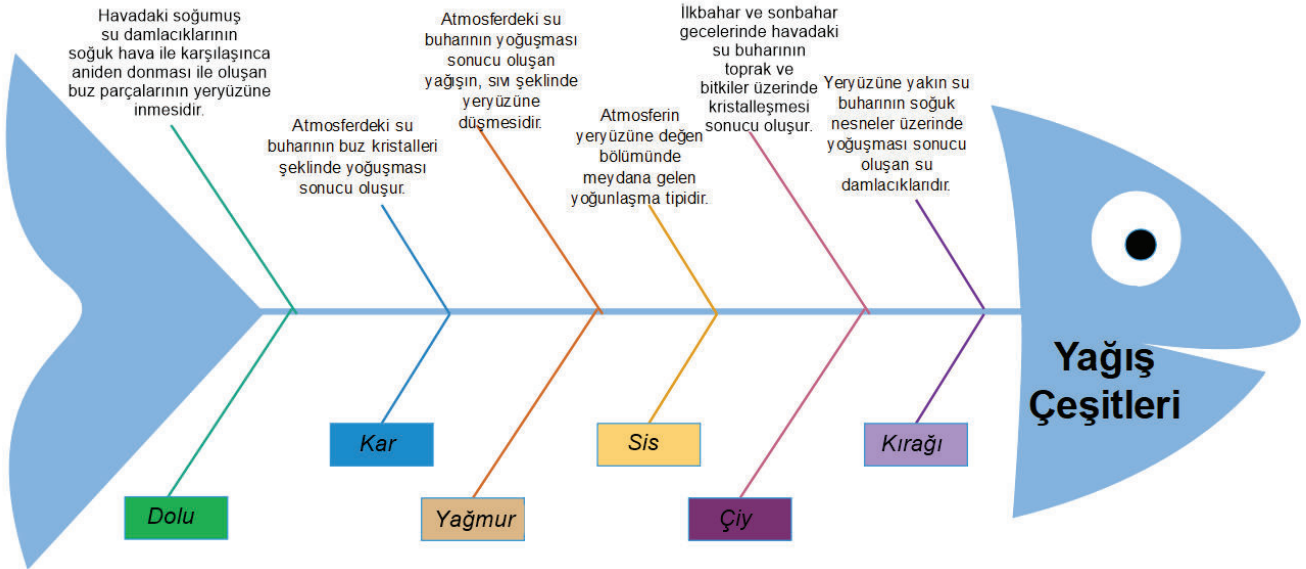 Havadaki soğumuş
su damlacıklarının
soğuk hava ile karşılaşınca
aniden donması ile oluşan
buz parçalarının yeryüzüne
inmesidir.
Atmosferdeki su
buharının buz kristalleri
şeklinde yoğuşması
sonucu oluşur.
Atmosferdeki su
buharının yoğuşması
sonucu oluşan
yağışın, sıvı şeklinde
yeryüzüne
düşmesidir.
Atmosferin
yeryüzüne değen
bölümünde
meydana gelen
yoğunlaşma tipidir.
İlkbahar ve sonbahar
gecelerinde havadaki
su buharının
toprak ve
bitkiler üzerinde
kristalleşmesi
sonucu oluşur.
Yeryüzüne yakın su
buharının soğuk
nesneler üzerinde
yoğuşması sonucu
oluşan su
damlacıklarıdır.
Yağış
Çeşitleri
Dolu
Kar
Yağmur
Sis
Çiy
Kırağı